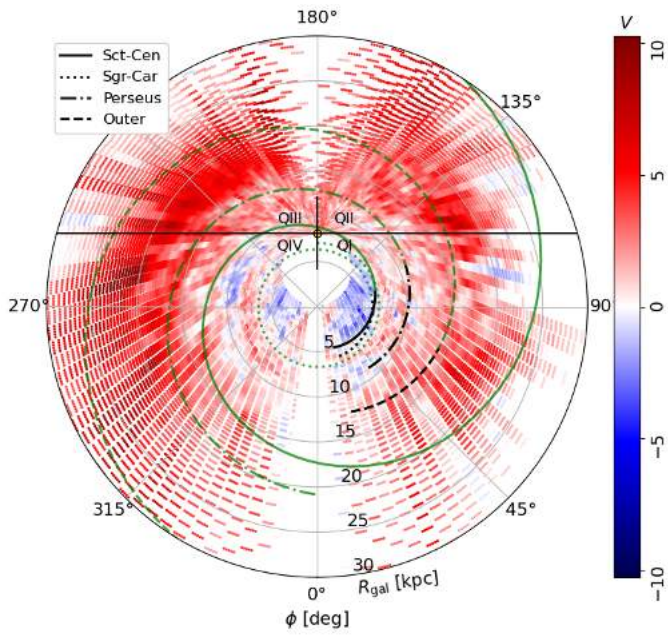 180°
V
Sct-Cen
Sgr-Car
Perseus
Outer
135°
QIII
QII
QIV
QI
270°
90
5
10
15
20
25
30
315°
45°
0°
R_gal [kpc]
ϕ [deg]
10
5
0
−5
−10